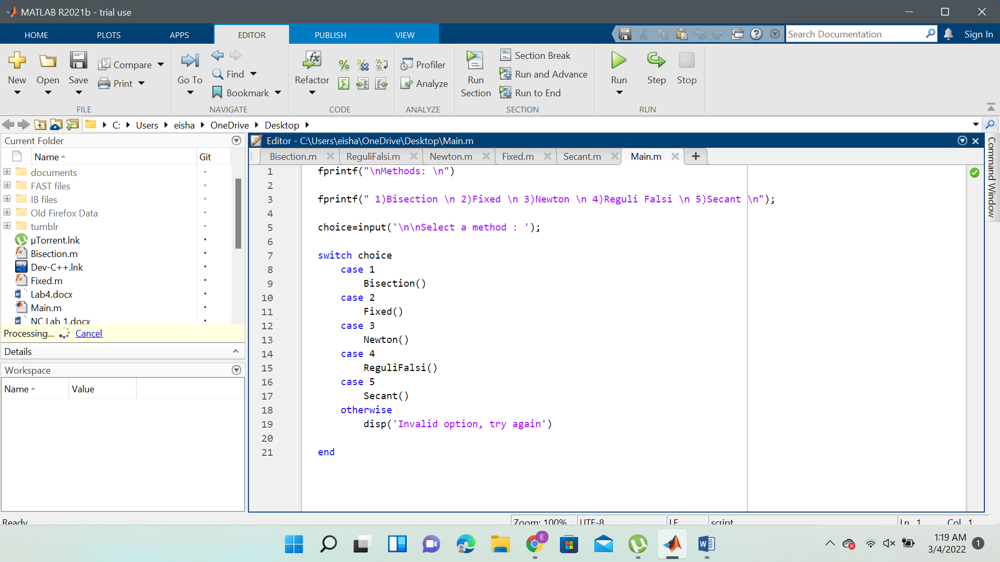 MATLAB R2021b - trial use
HOME PLOTS APPS EDITOR PUBLISH VIEW Search Documentation Sign In
New Open Save Compare Print
Go To Find Bookmark
Refactor
Profiler Analyze
Run Section Section Break Run and Advance Run to End
Run Step Stop
FILE NAVIGATE CODE ANALYZE SECTION RUN
C: Users eisha OneDrive Desktop
Current Folder
Name Git
documents
FAST files
IB files
Old Firefox Data
tumblr
µTorrent.lnk
Bisection.m
Dev-C++.lnk
Fixed.m
Lab4.docx
Main.m
NC Lab 1.docx
Processing... Cancel
Details
Workspace
Name Value
Editor - C:\Users\eisha\OneDrive\Desktop\Main.m
Bisection.m ReguliFalsi.m Newton.m Fixed.m Secant.m Main.m
1 fprintf("\nMethods: \n")
2
3 fprintf(" 1)Bisection \n 2)Fixed \n 3)Newton \n 4)Reguli Falsi \n 5)Secant \n");
4
5 choice=input('\n\nSelect a method : ');
6
7 switch choice
8 case 1
9 Bisection()
10 case 2
11 Fixed()
12 case 3
13 Newton()
14 case 4
15 ReguliFalsi()
16 case 5
17 Secant()
18 otherwise
19 disp('Invalid option, try again')
20
21 end
Command Window
Ready Zoom: 100% UTF-8 LF script Ln 1 Col 1
E
1:19 AM
3/4/2022
1